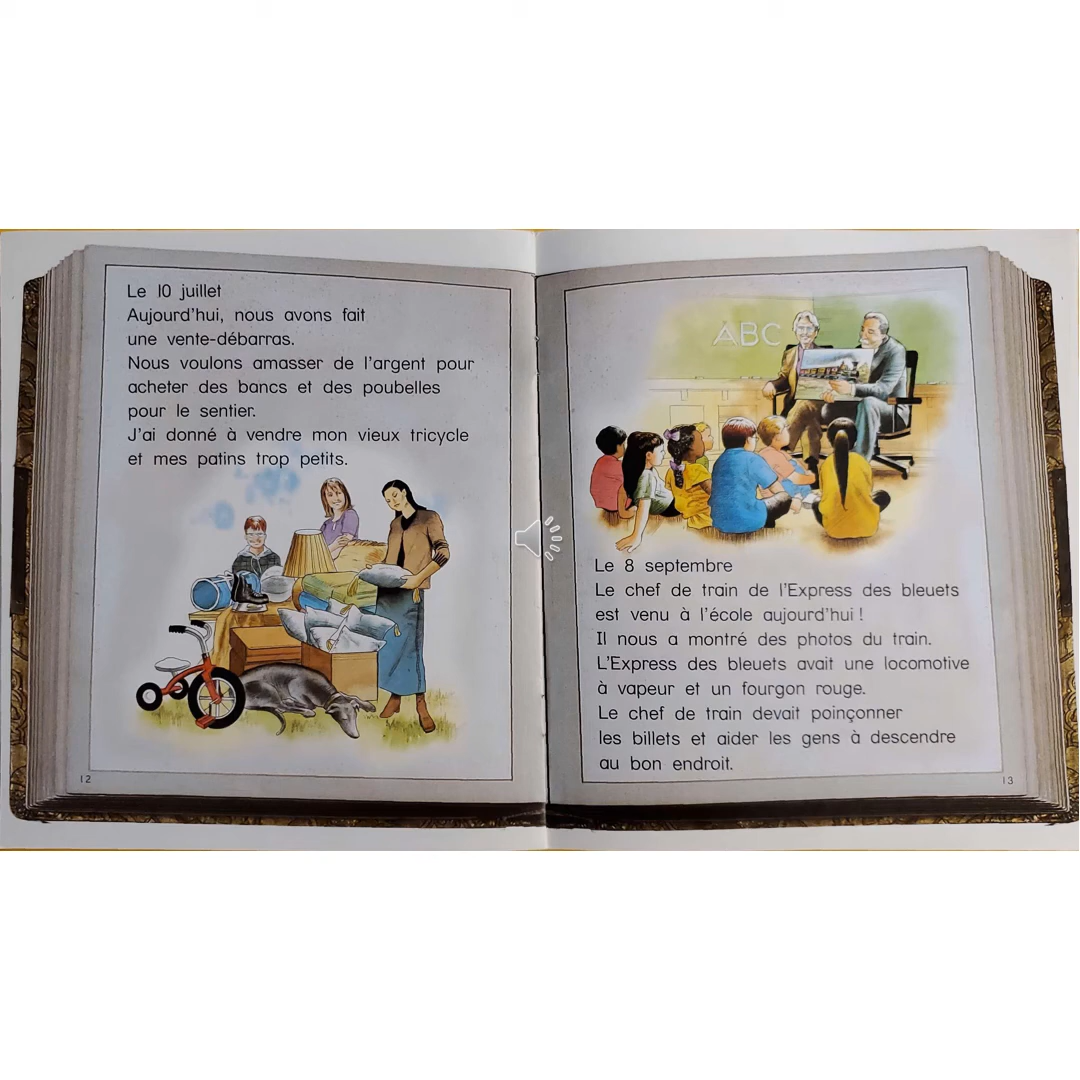 Le 10 juillet
Aujourd'hui, nous avons fait
une vente-débarras.
Nous voulons amasser de l'argent pour
acheter des bancs et des poubelles
pour le sentier.
J'ai donné à vendre mon vieux tricycle
et mes patins trop petits.
12
ABC
Le 8 septembre
Le chef de train de l'Express des bleuets
est venu à l'école aujourd'hui !
Il nous a montré des photos du train.
L'Express des bleuets avait une locomotive
à vapeur et un fourgon rouge.
Le chef de train devait poinçonner
les billets et aider les gens à descendre
au bon endroit.
13